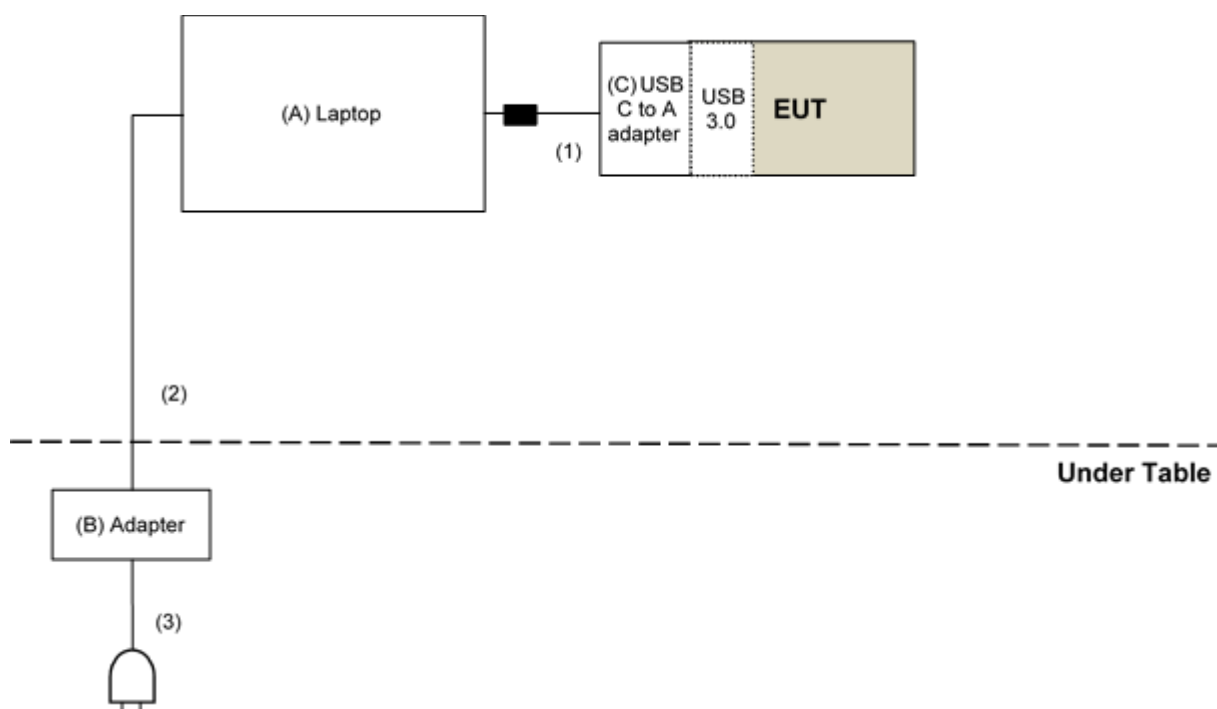 (A) Laptop
(C) USB
C to A
adapter
USB
3.0
EUT
(1)
(2)
Under Table
(B) Adapter
(3)